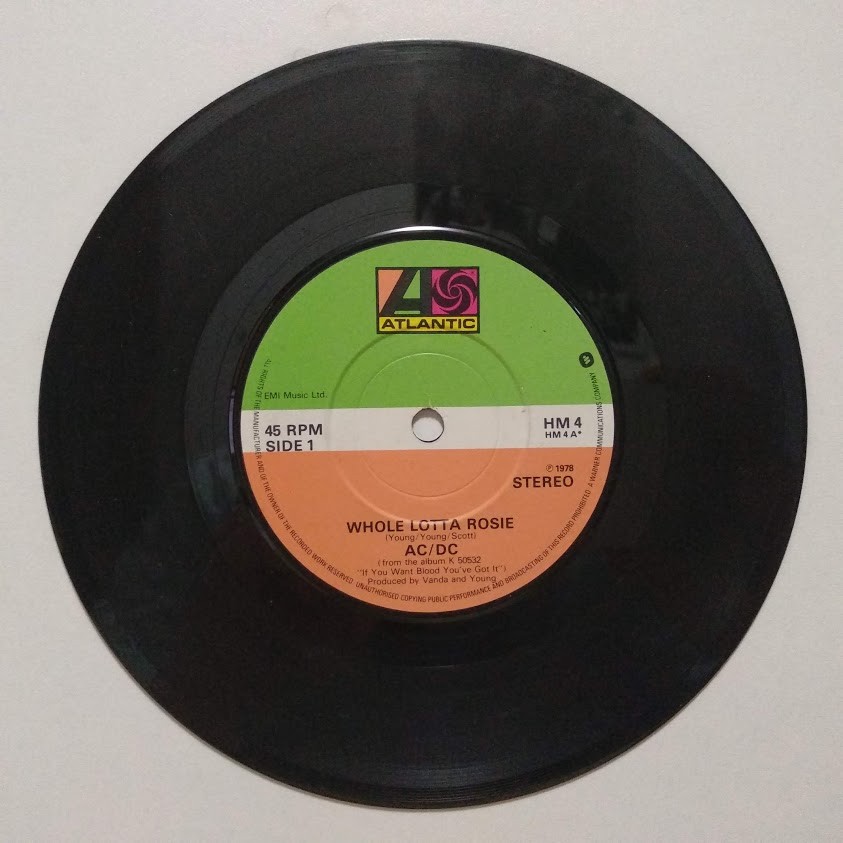 ATLANTIC
EMI Music Ltd.
45 RPM
SIDE 1
HM 4
HM 4 A*
℗ 1978
STEREO
WHOLE LOTTA ROSIE
(Young/Young/Scott)
AC/DC
(from the album K 50532
"If You Want Blood You've Got It")
Produced by Vanda and Young
ALL RIGHTS OF THE MANUFACTURER AND OF THE OWNER OF THE RECORDED WORK RESERVED. UNAUTHORISED COPYING PUBLIC PERFORMANCE AND BROADCASTING OF THIS RECORD PROHIBITED. A WARNER COMMUNICATIONS COMPANY